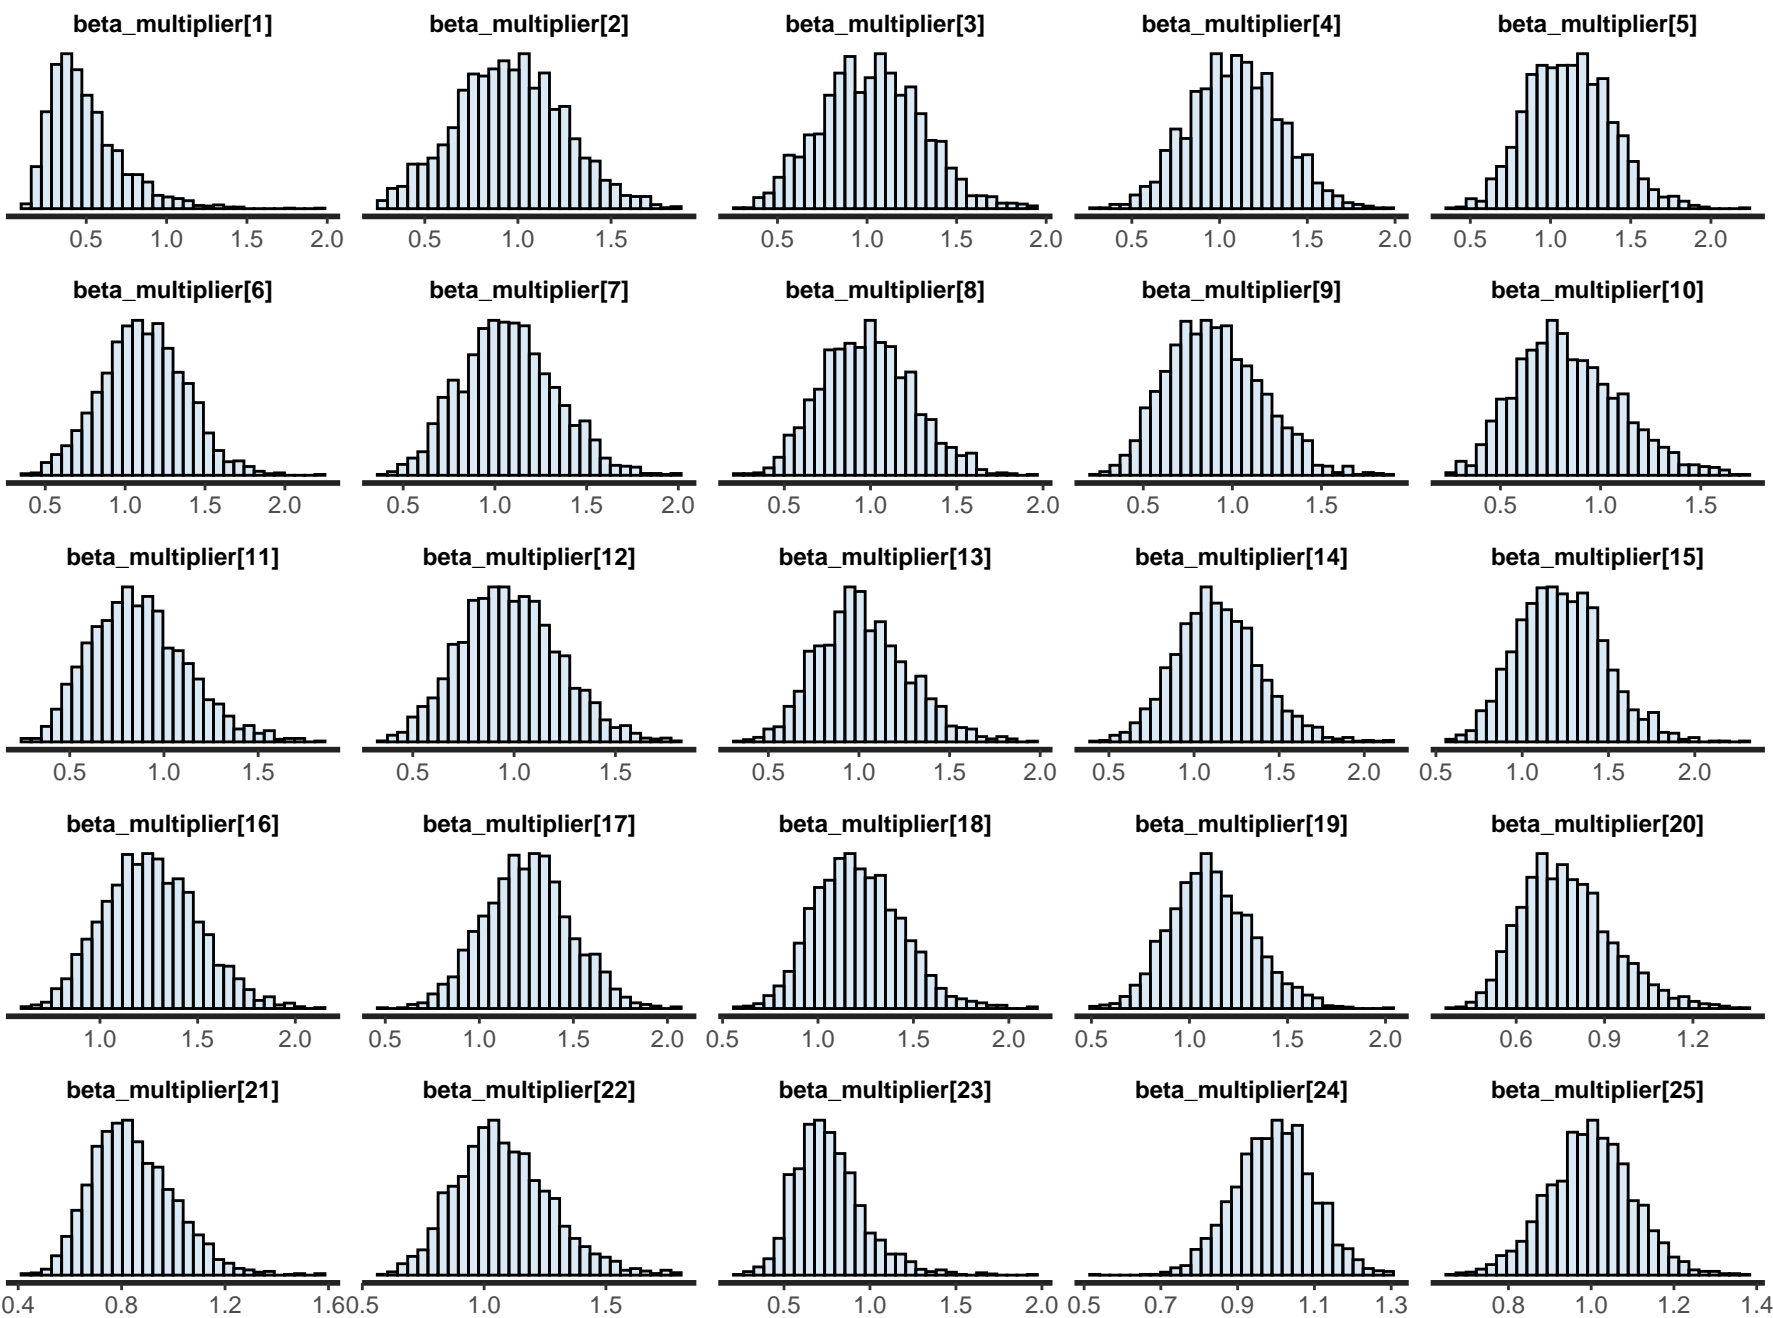 beta_multiplier[1] beta_multiplier[2] beta_multiplier[3] beta_multiplier[4] beta_multiplier[5]
0.5 1.0 1.5 2.0 0.5 1.0 1.5 0.5 1.0 1.5 2.0 0.5 1.0 1.5 2.0 0.5 1.0 1.5 2.0
beta_multiplier[6] beta_multiplier[7] beta_multiplier[8] beta_multiplier[9] beta_multiplier[10]
0.5 1.0 1.5 2.0 0.5 1.0 1.5 2.0 0.5 1.0 1.5 2.0 0.5 1.0 1.5 0.5 1.0 1.5
beta_multiplier[11] beta_multiplier[12] beta_multiplier[13] beta_multiplier[14] beta_multiplier[15]
0.5 1.0 1.5 0.5 1.0 1.5 0.5 1.0 1.5 2.0 0.5 1.0 1.5 2.0 0.5 1.0 1.5 2.0
beta_multiplier[16] beta_multiplier[17] beta_multiplier[18] beta_multiplier[19] beta_multiplier[20]
1.0 1.5 2.0 0.5 1.0 1.5 2.0 0.5 1.0 1.5 2.0 0.5 1.0 1.5 2.0 0.6 0.9 1.2
beta_multiplier[21] beta_multiplier[22] beta_multiplier[23] beta_multiplier[24] beta_multiplier[25]
0.4 0.8 1.2 1.6 0.5 1.0 1.5 0.5 1.0 1.5 2.0 0.5 0.7 0.9 1.1 1.3 0.8 1.0 1.2 1.4